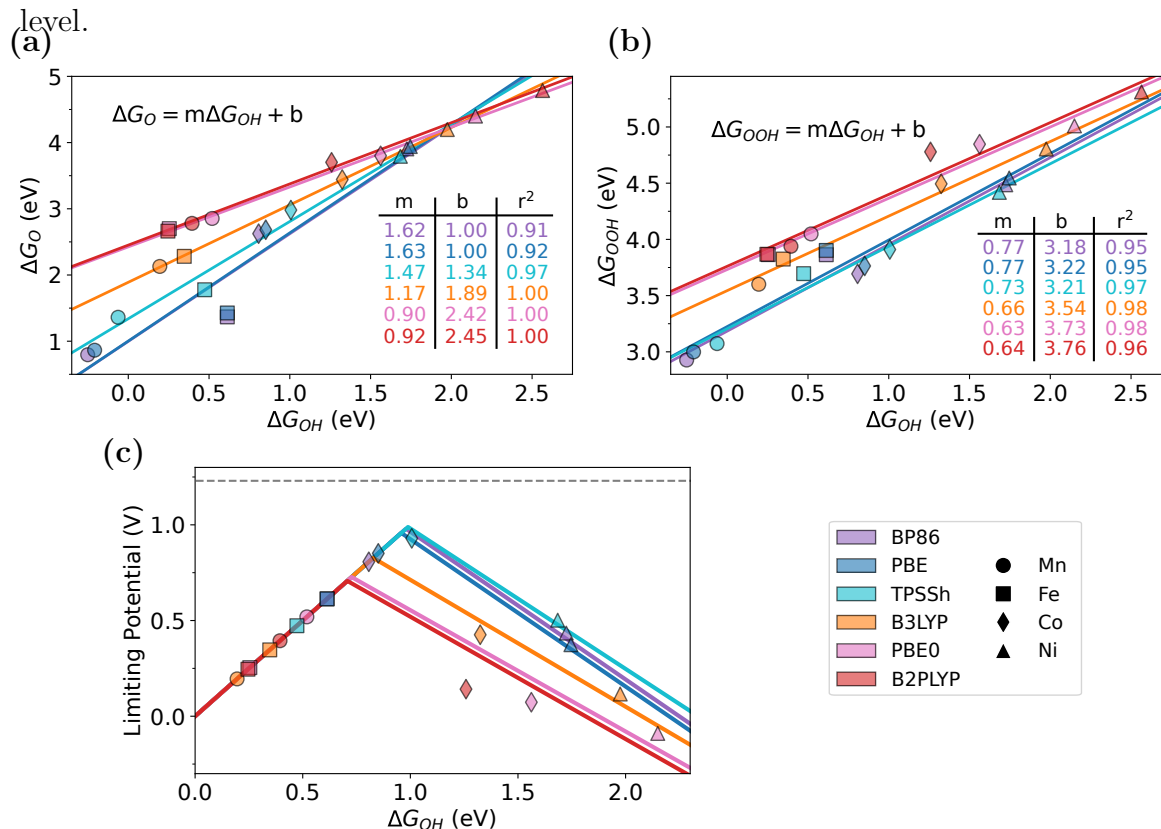 level.
(a)
ΔG_O = mΔG_OH + b
m b r²
1.62 1.00 0.91
1.63 1.00 0.92
1.47 1.34 0.97
1.17 1.89 1.00
0.90 2.42 1.00
0.92 2.45 1.00
5
4
3
2
1
ΔG_O (eV)
0.0 0.5 1.0 1.5 2.0 2.5
ΔG_OH (eV)
(b)
ΔG_OOH = mΔG_OH + b
m b r²
0.77 3.18 0.95
0.77 3.22 0.95
0.73 3.21 0.97
0.66 3.54 0.98
0.63 3.73 0.98
0.64 3.76 0.96
5.0
4.5
4.0
3.5
3.0
ΔG_OOH (eV)
0.0 0.5 1.0 1.5 2.0 2.5
ΔG_OH (eV)
(c)
1.0
0.5
0.0
Limiting Potential (V)
0.0 0.5 1.0 1.5 2.0
ΔG_OH (eV)
BP86
PBE
TPSSh
B3LYP
PBE0
B2PLYP
Mn
Fe
Co
Ni